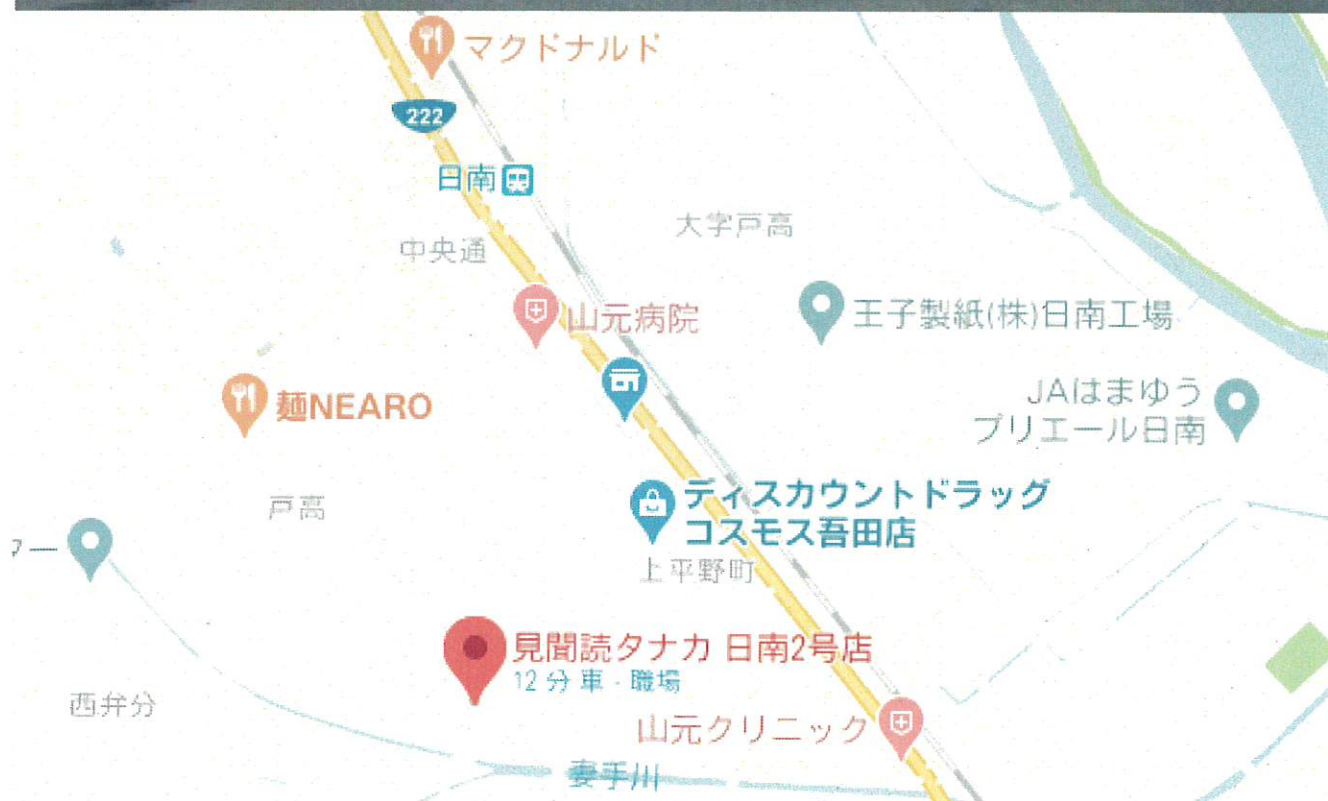 マクドナルド
222
日南
大字戸高
中央通
山元病院
王子製紙(株)日南工場
JAはまゆう
プリエール日南
麺NEARO
ディスカウントドラッグ
コスモス吾田店
戸高
ター
上平野町
見聞読タナカ 日南2号店
12 分 車 - 職場
西弁分
山元クリニック
妻手川